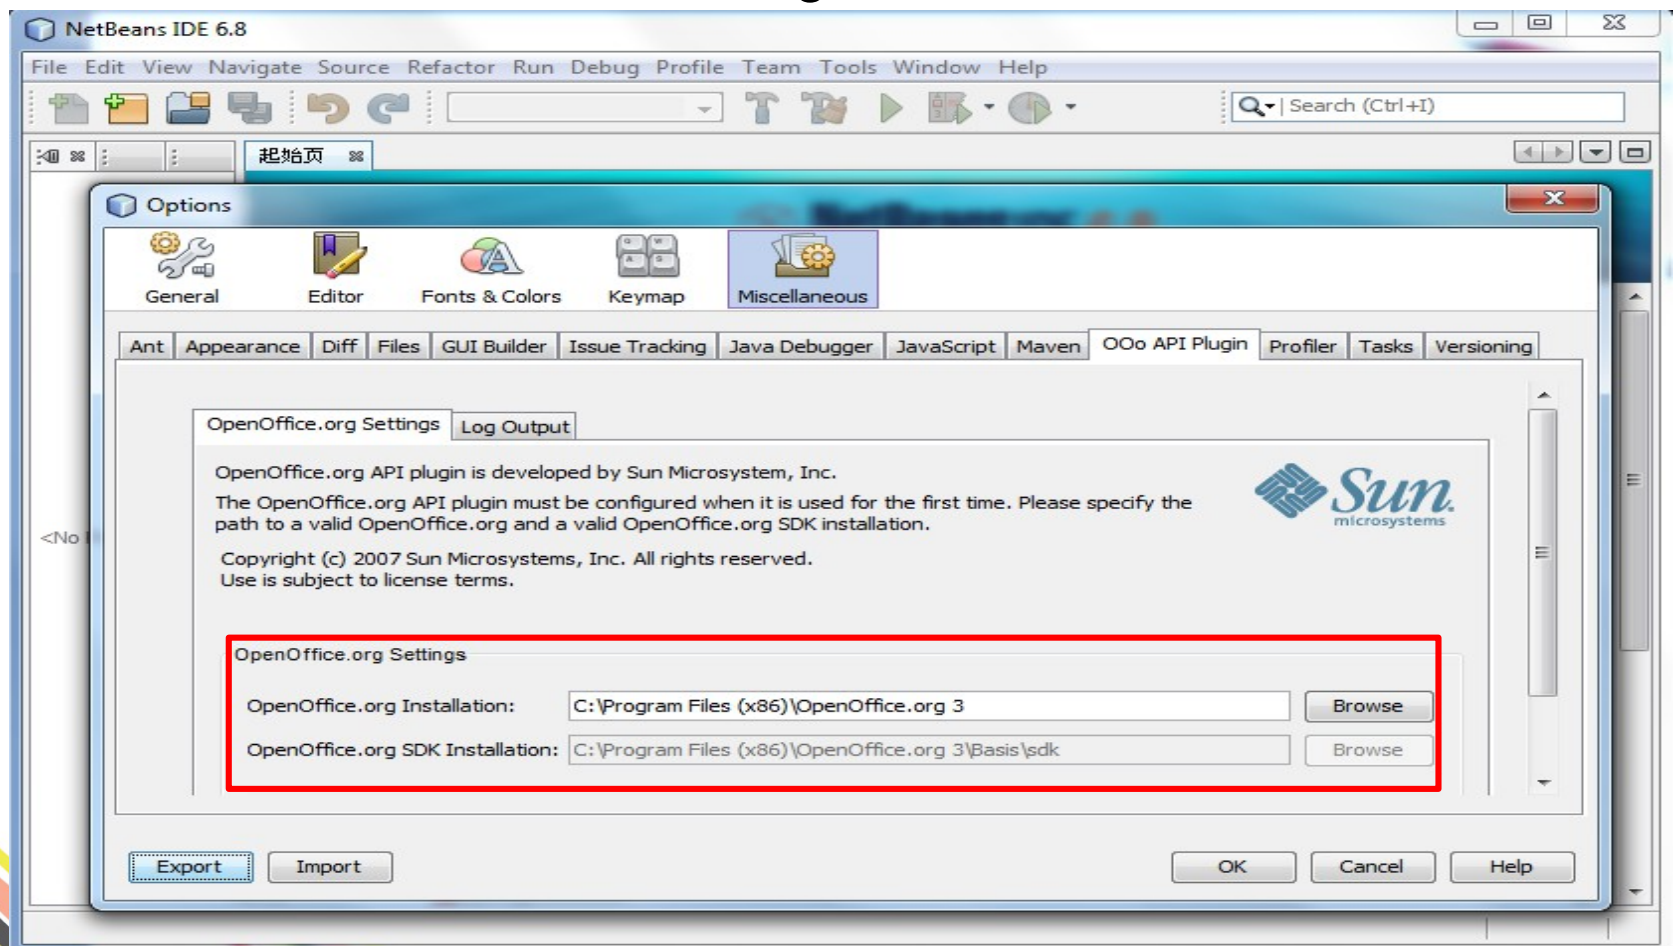 NetBeans IDE 6.8
File Edit View Navigate Source Refactor Run Debug Profile Team Tools Window Help
Search (Ctrl+I)
起始页
Options
General Editor Fonts & Colors Keymap Miscellaneous
Ant Appearance Diff Files GUI Builder Issue Tracking Java Debugger JavaScript Maven OOo API Plugin Profiler Tasks Versioning
OpenOffice.org Settings Log Output
OpenOffice.org API plugin is developed by Sun Microsystem, Inc.
The OpenOffice.org API plugin must be configured when it is used for the first time. Please specify the
path to a valid OpenOffice.org and a valid OpenOffice.org SDK installation.
Sun
microsystems
<No
Copyright (c) 2007 Sun Microsystems, Inc. All rights reserved.
Use is subject to license terms.
OpenOffice.org Settings
OpenOffice.org Installation: C:\Program Files (x86)\OpenOffice.org 3 Browse
OpenOffice.org SDK Installation: C:\Program Files (x86)\OpenOffice.org 3\Basis\sdk Browse
Export Import OK Cancel Help